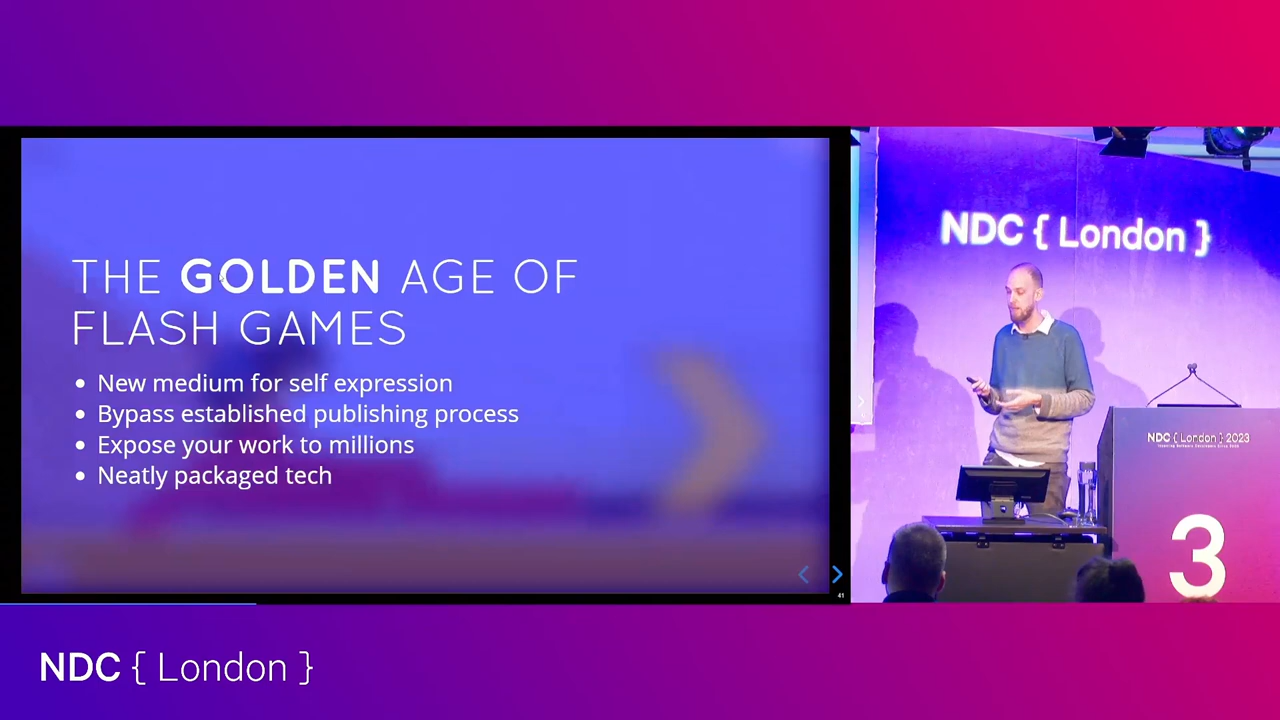 THE GOLDEN AGE OF
FLASH GAMES
• New medium for self expression
• Bypass established publishing process
• Expose your work to millions
• Neatly packaged tech
41
NDC { London }
NDC { London } 2023
3
NDC { London }